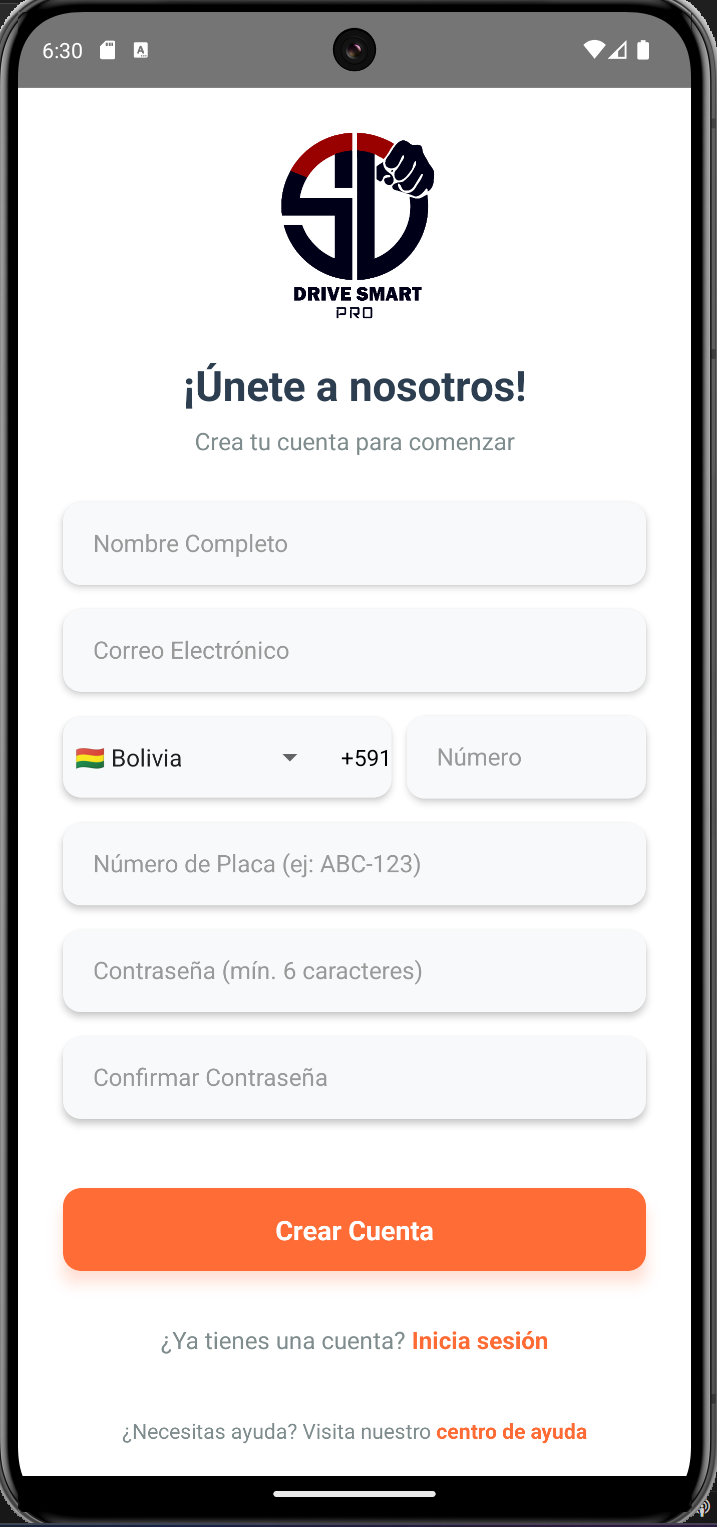 6:30
DRIVE SMART
PRO
¡Únete a nosotros!
Crea tu cuenta para comenzar
Nombre Completo
Correo Electrónico
🇧🇴 Bolivia +591 Número
Número de Placa (ej: ABC-123)
Contraseña (mín. 6 caracteres)
Confirmar Contraseña
Crear Cuenta
¿Ya tienes una cuenta? Inicia sesión
¿Necesitas ayuda? Visita nuestro centro de ayuda